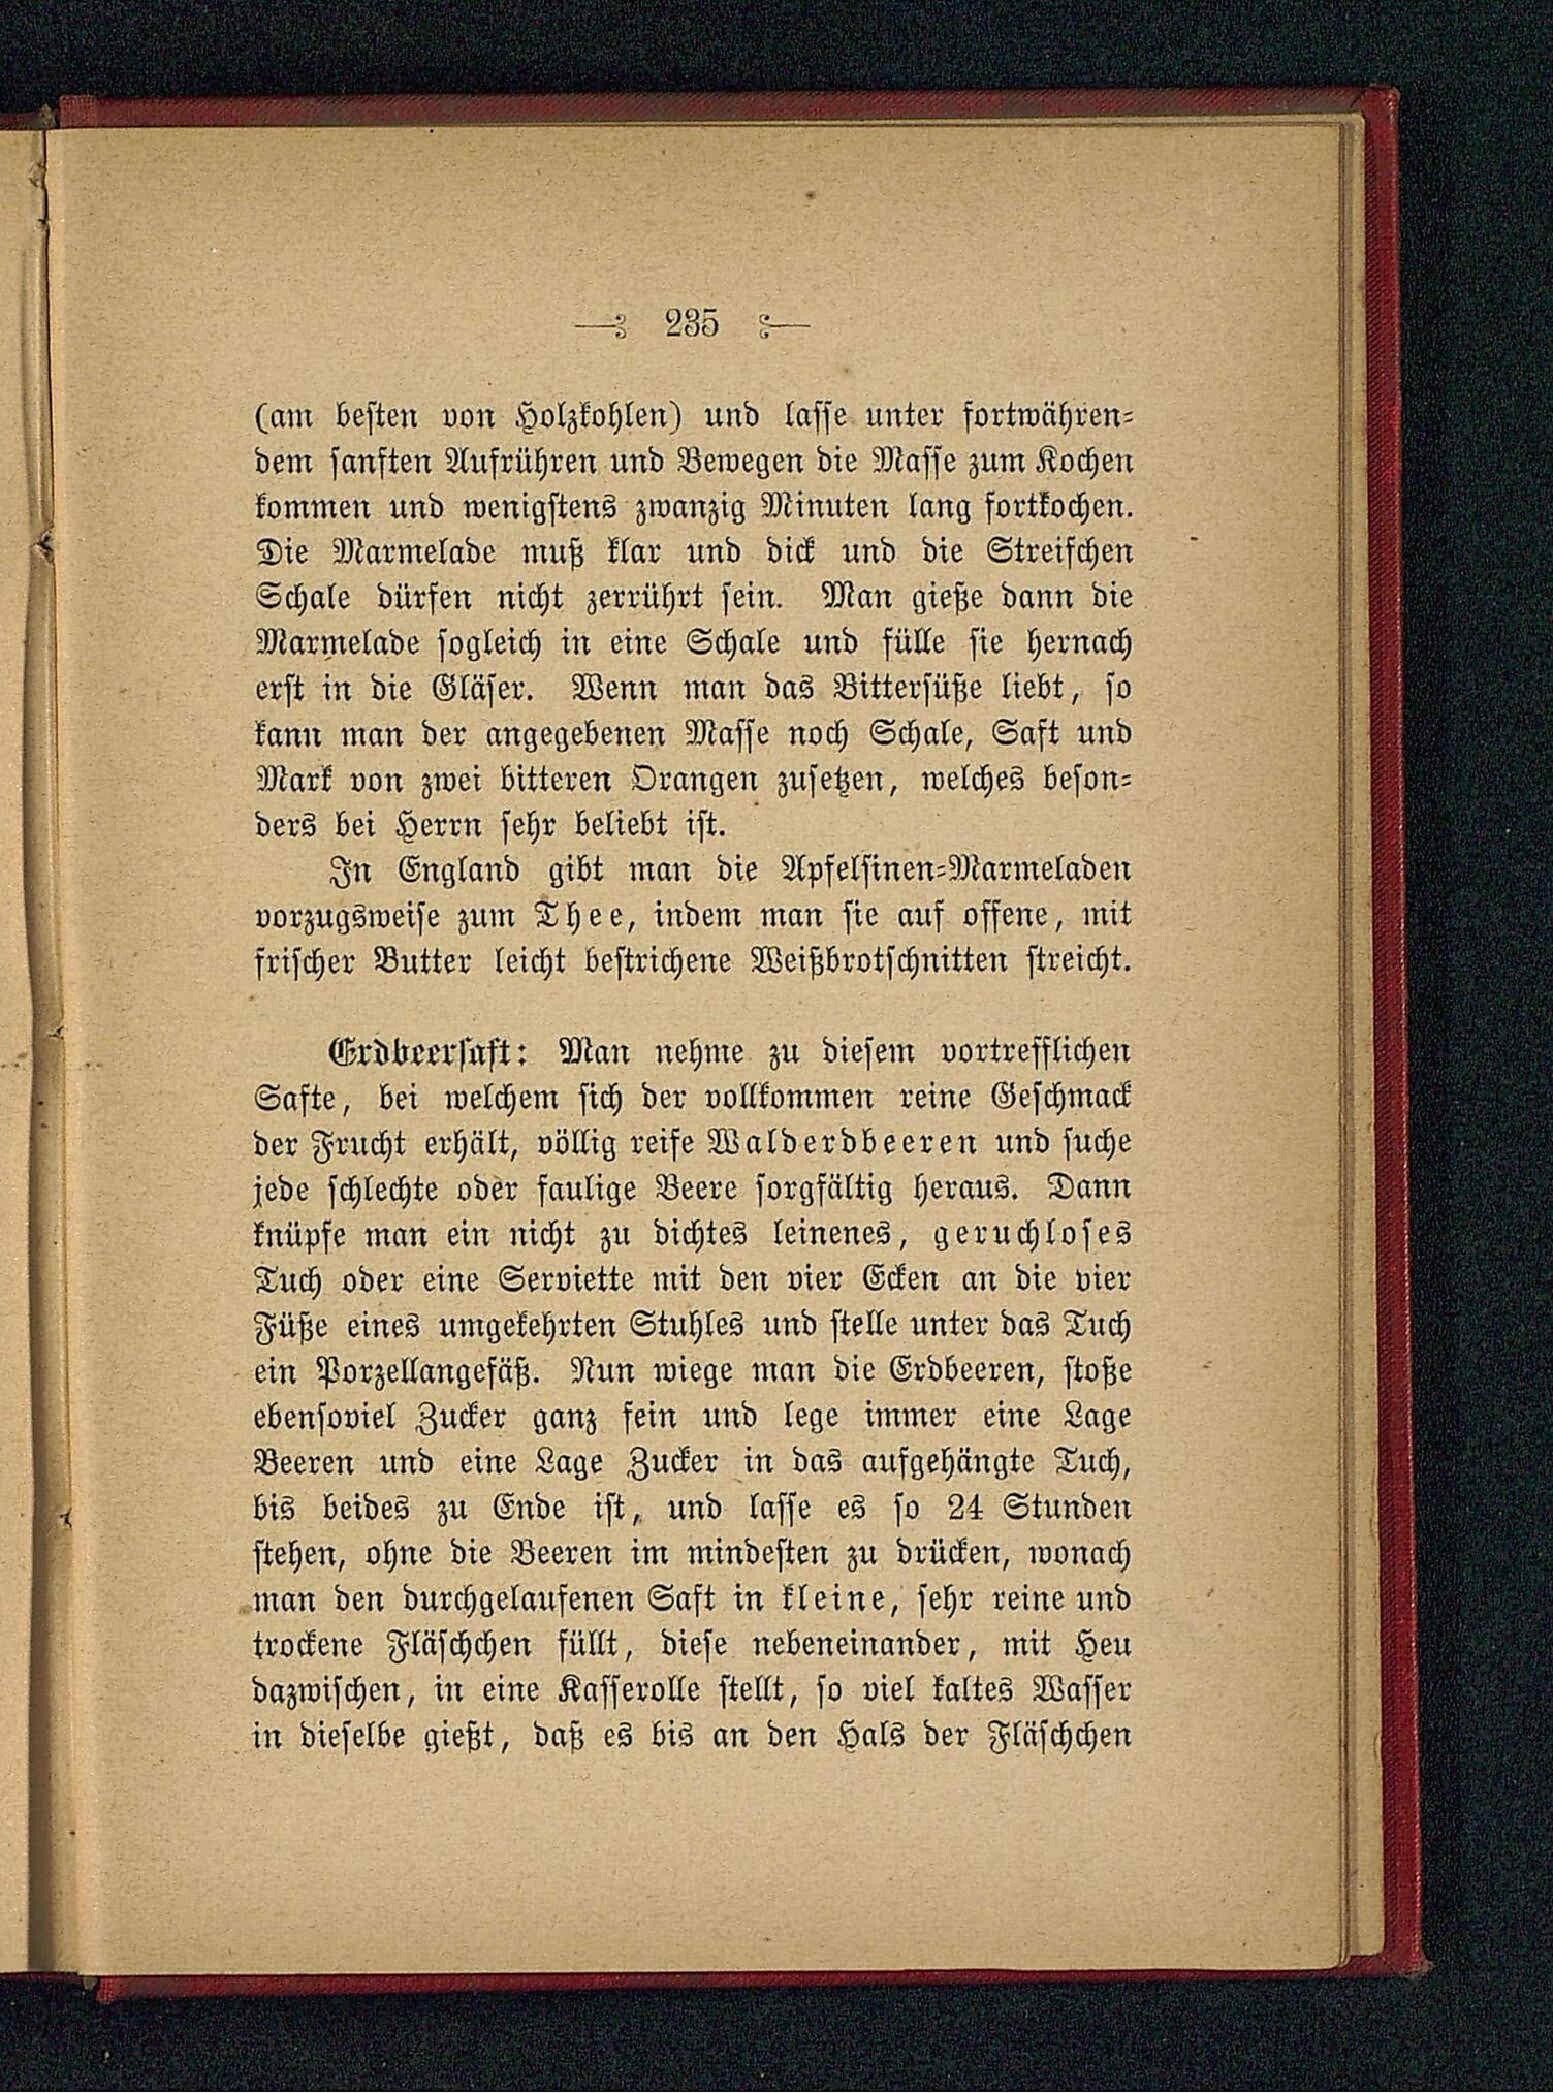 235
(am besten von Holzkohlen) und lasse unter fortwähren=
dem sanften Aufrühren und Bewegen die Masse zum Kochen
kommen und wenigstens zwanzig Minuten lang fortkochen.
Die Marmelade muß klar und dick und die Streifchen
Schale dürfen nicht zerrührt sein. Man gieße dann die
Marmelade sogleich in eine Schale und fülle sie hernach
erst in die Gläser. Wenn man das Bittersüße liebt, so
kann man der angegebenen Masse noch Schale, Saft und
Mark von zwei bitteren Orangen zusetzen, welches beson=
ders bei Herrn sehr beliebt ist.
In England gibt man die Apfelsinen=Marmeladen
vorzugsweise zum Thee, indem man sie auf offene, mit
frischer Butter leicht bestrichene Weißbrotschnitten streicht.
Erdbeersaft: Man nehme zu diesem vortrefflichen
Safte, bei welchem sich der vollkommen reine Geschmack
der Frucht erhält, völlig reife Walderdbeeren und suche
jede schlechte oder faulige Beere sorgfältig heraus. Dann
knüpfe man ein nicht zu dichtes leinenes, geruchloses
Tuch oder eine Serviette mit den vier Ecken an die vier
Füße eines umgekehrten Stuhles und stelle unter das Tuch
ein Porzellangefäß. Nun wiege man die Erdbeeren, stoße
ebensoviel Zucker ganz fein und lege immer eine Lage
Beeren und eine Lage Zucker in das aufgehängte Tuch,
bis beides zu Ende ist, und lasse es so 24 Stunden
stehen, ohne die Beeren im mindesten zu drücken, wonach
man den durchgelaufenen Saft in kleine, sehr reine und
trockene Fläschchen füllt, diese nebeneinander, mit Heu
dazwischen, in eine Kasserolle stellt, so viel kaltes Wasser
in dieselbe gießt, daß es bis an den Hals der Fläschchen